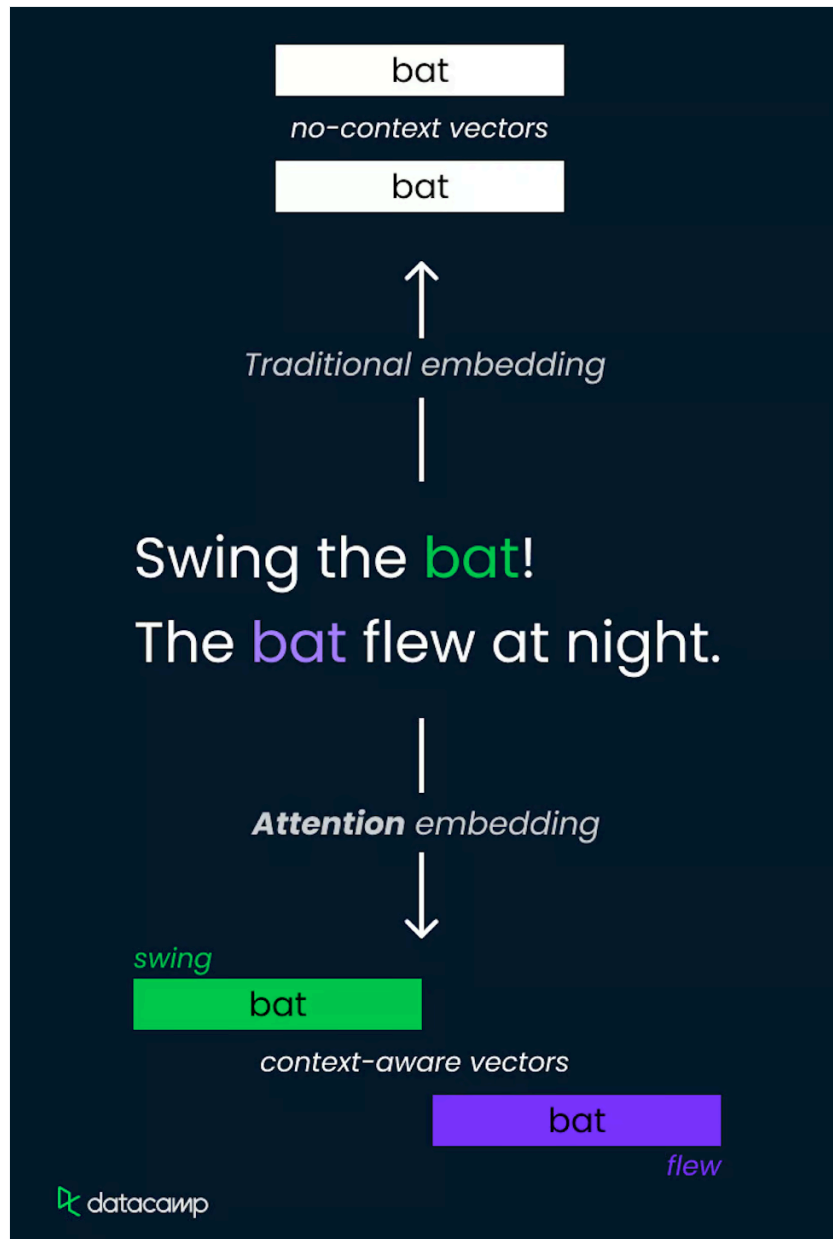 bat
no-context vectors
bat
Traditional embedding
Swing the bat!
The bat flew at night.
Attention embedding
swing
bat
context-aware vectors
bat
flew
datacamp